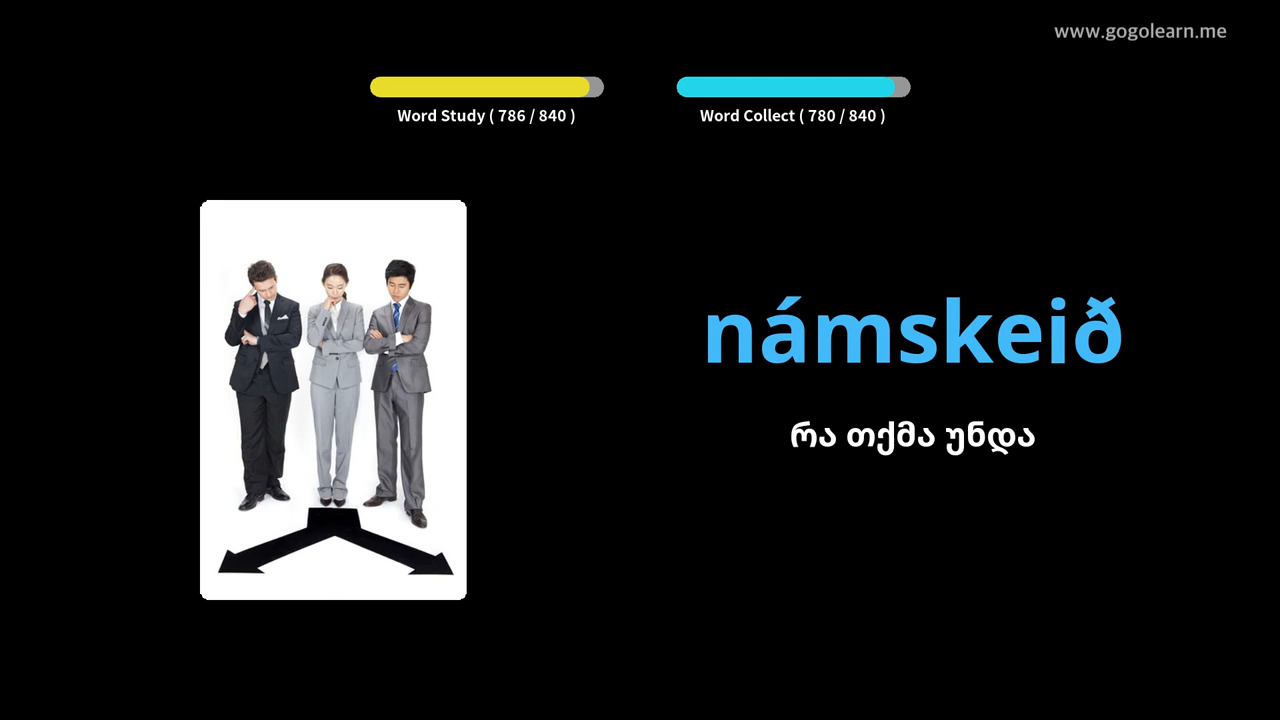 www.gogolearn.me
Word Study ( 786 / 840 )
Word Collect ( 780 / 840 )
námskeið
რა თქმა უნდა